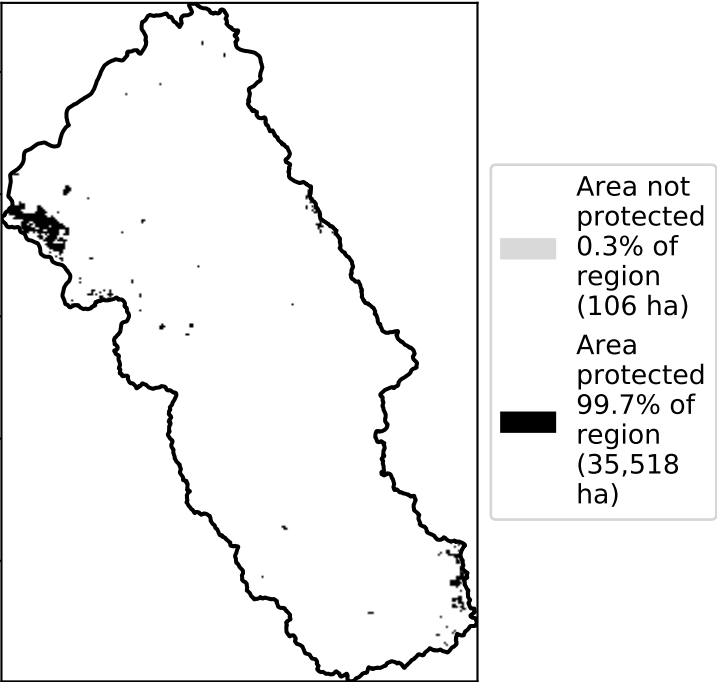 Area not
protected
0.3% of
region
(106 ha)
Area
protected
99.7% of
region
(35,518
ha)